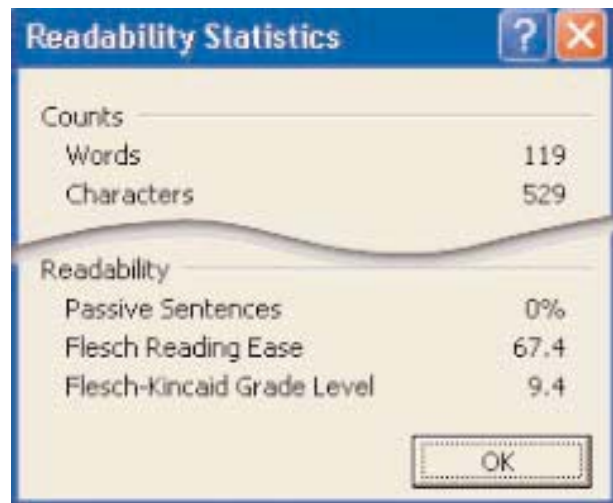 Readability Statistics ? X
Counts
Words 119
Characters 529
Readability
Passive Sentences 0%
Flesch Reading Ease 67.4
Flesch-Kincaid Grade Level 9.4
OK